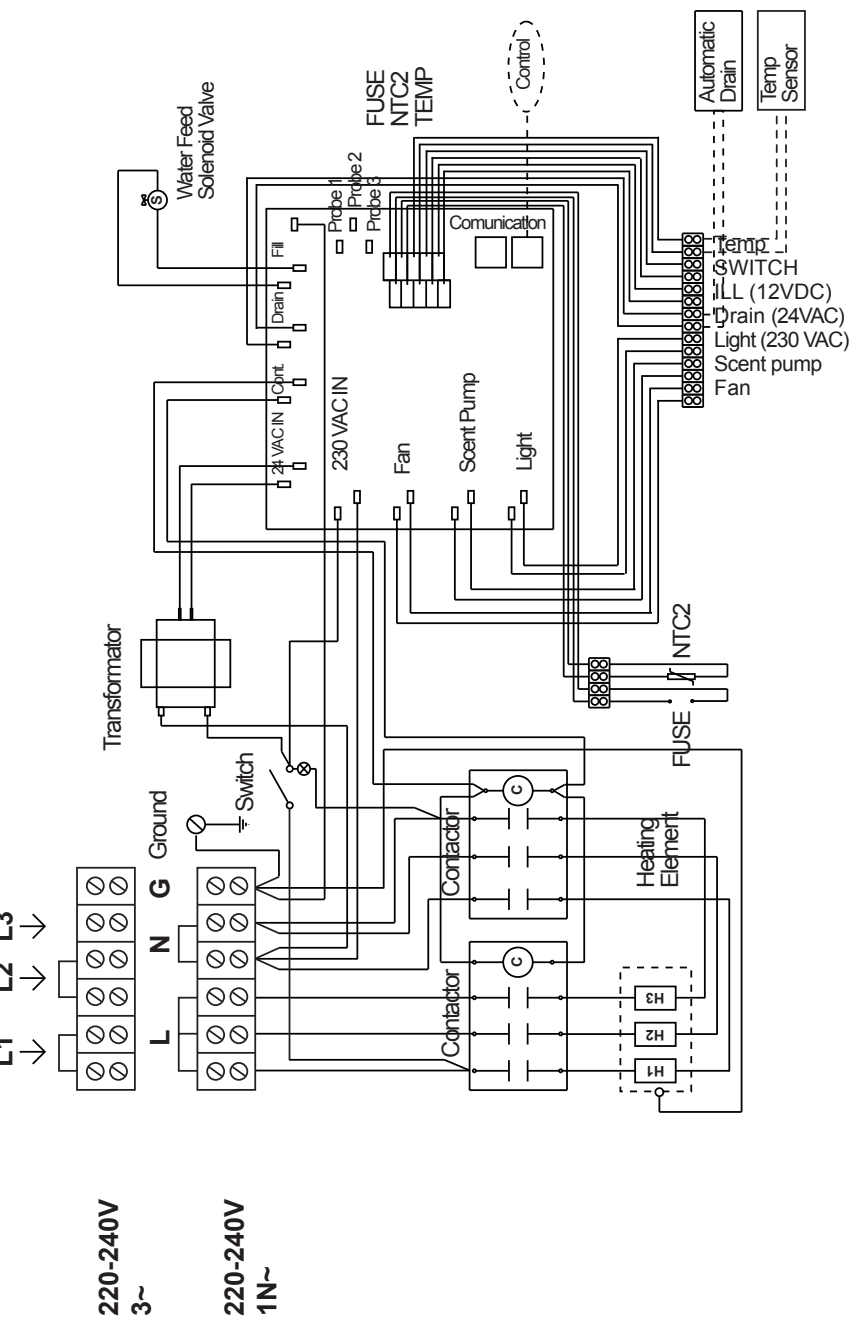 220-240V
3~
220-240V
1N~
L1
L2
L3
L
N
G
Ground
Switch
Transformator
Contactor
C
Contactor
C
H1
H2
H3
Heating
Element
FUSE
NTC2
24 VAC IN
Cont.
Drain
Fill
230 VAC IN
Fan
Scent Pump
Light
Water Feed
Solenoid Valve
S
Probe 1
Probe 2
Probe 3
FUSE
NTC2
TEMP
Comunication
Control
Automatic
Drain
Temp
Sensor
Temp
SWITCH
ILL (12VDC)
Drain (24VAC)
Light (230 VAC)
Scent pump
Fan